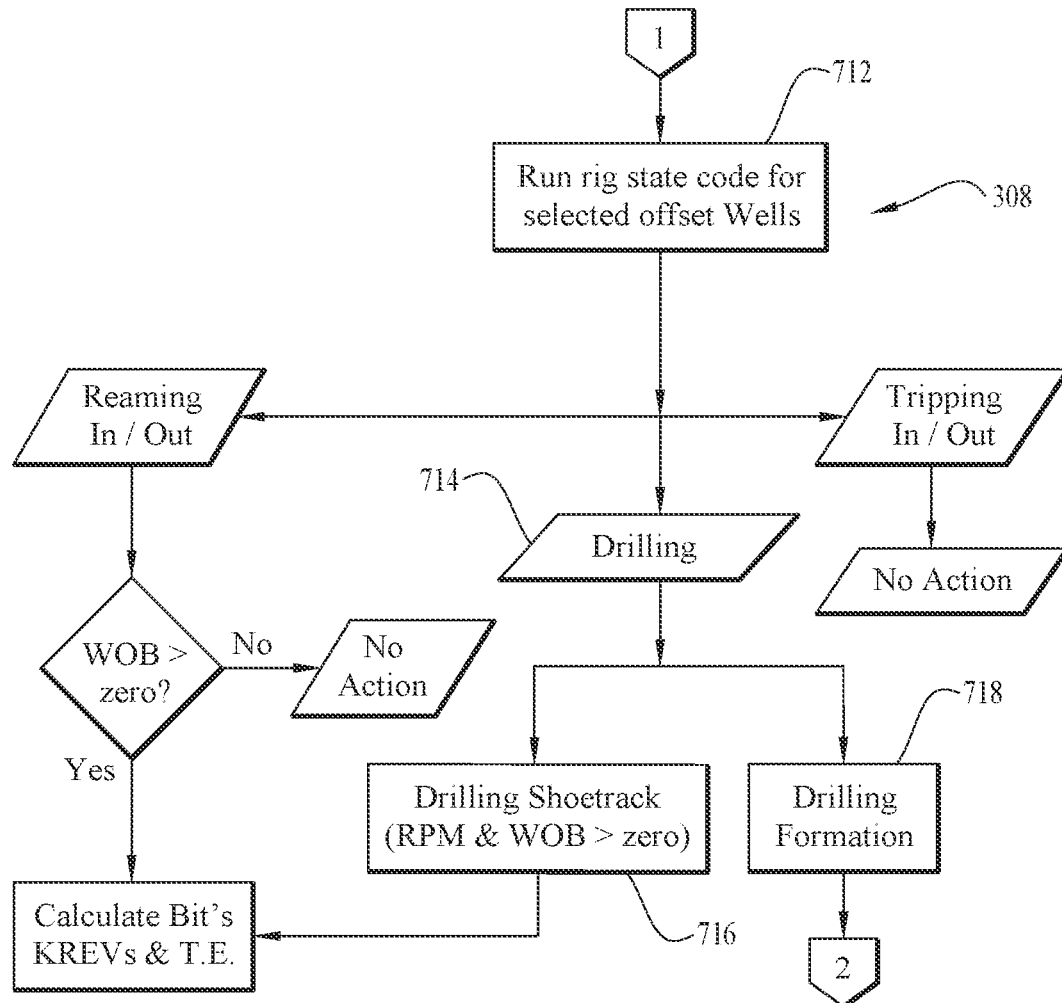 1
712
Run rig state code for
selected offset Wells
308
Reaming
In / Out
Tripping
In / Out
714
Drilling
No Action
WOB >
zero?
No
No
Action
718
Yes
Drilling Shoetrack
(RPM & WOB > zero)
Drilling
Formation
Calculate Bit's
KREVs & T.E.
716
2